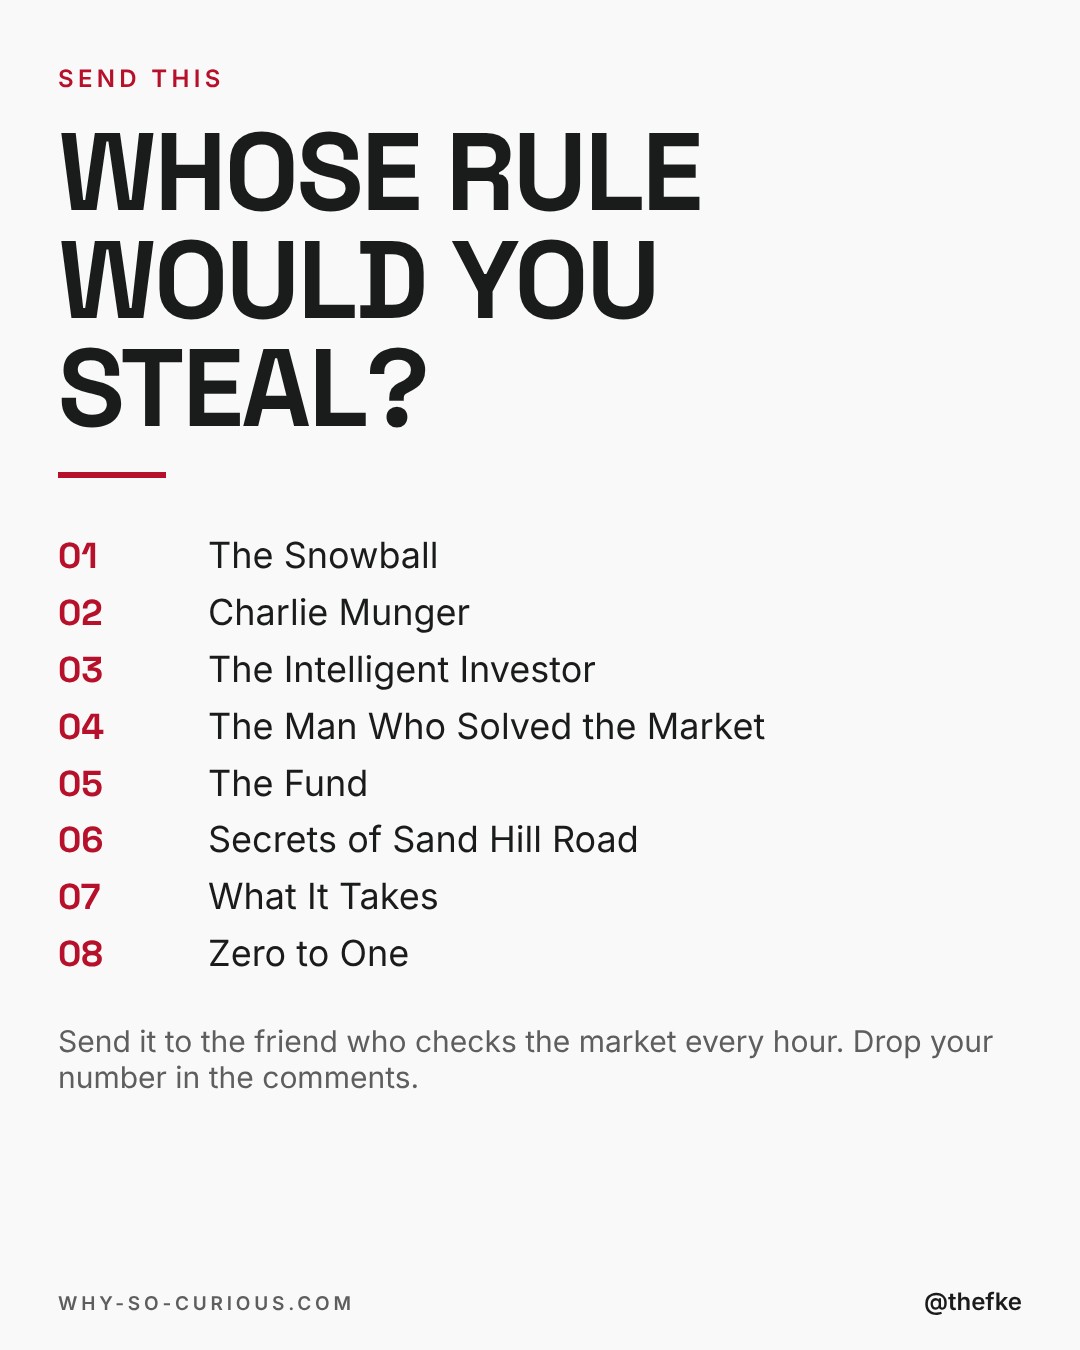 SEND THIS
WHOSE RULE
WOULD YOU
STEAL?
01 The Snowball
02 Charlie Munger
03 The Intelligent Investor
04 The Man Who Solved the Market
05 The Fund
06 Secrets of Sand Hill Road
07 What It Takes
08 Zero to One
Send it to the friend who checks the market every hour. Drop your
number in the comments.
WHY-SO-CURIOUS.COM
@thefke